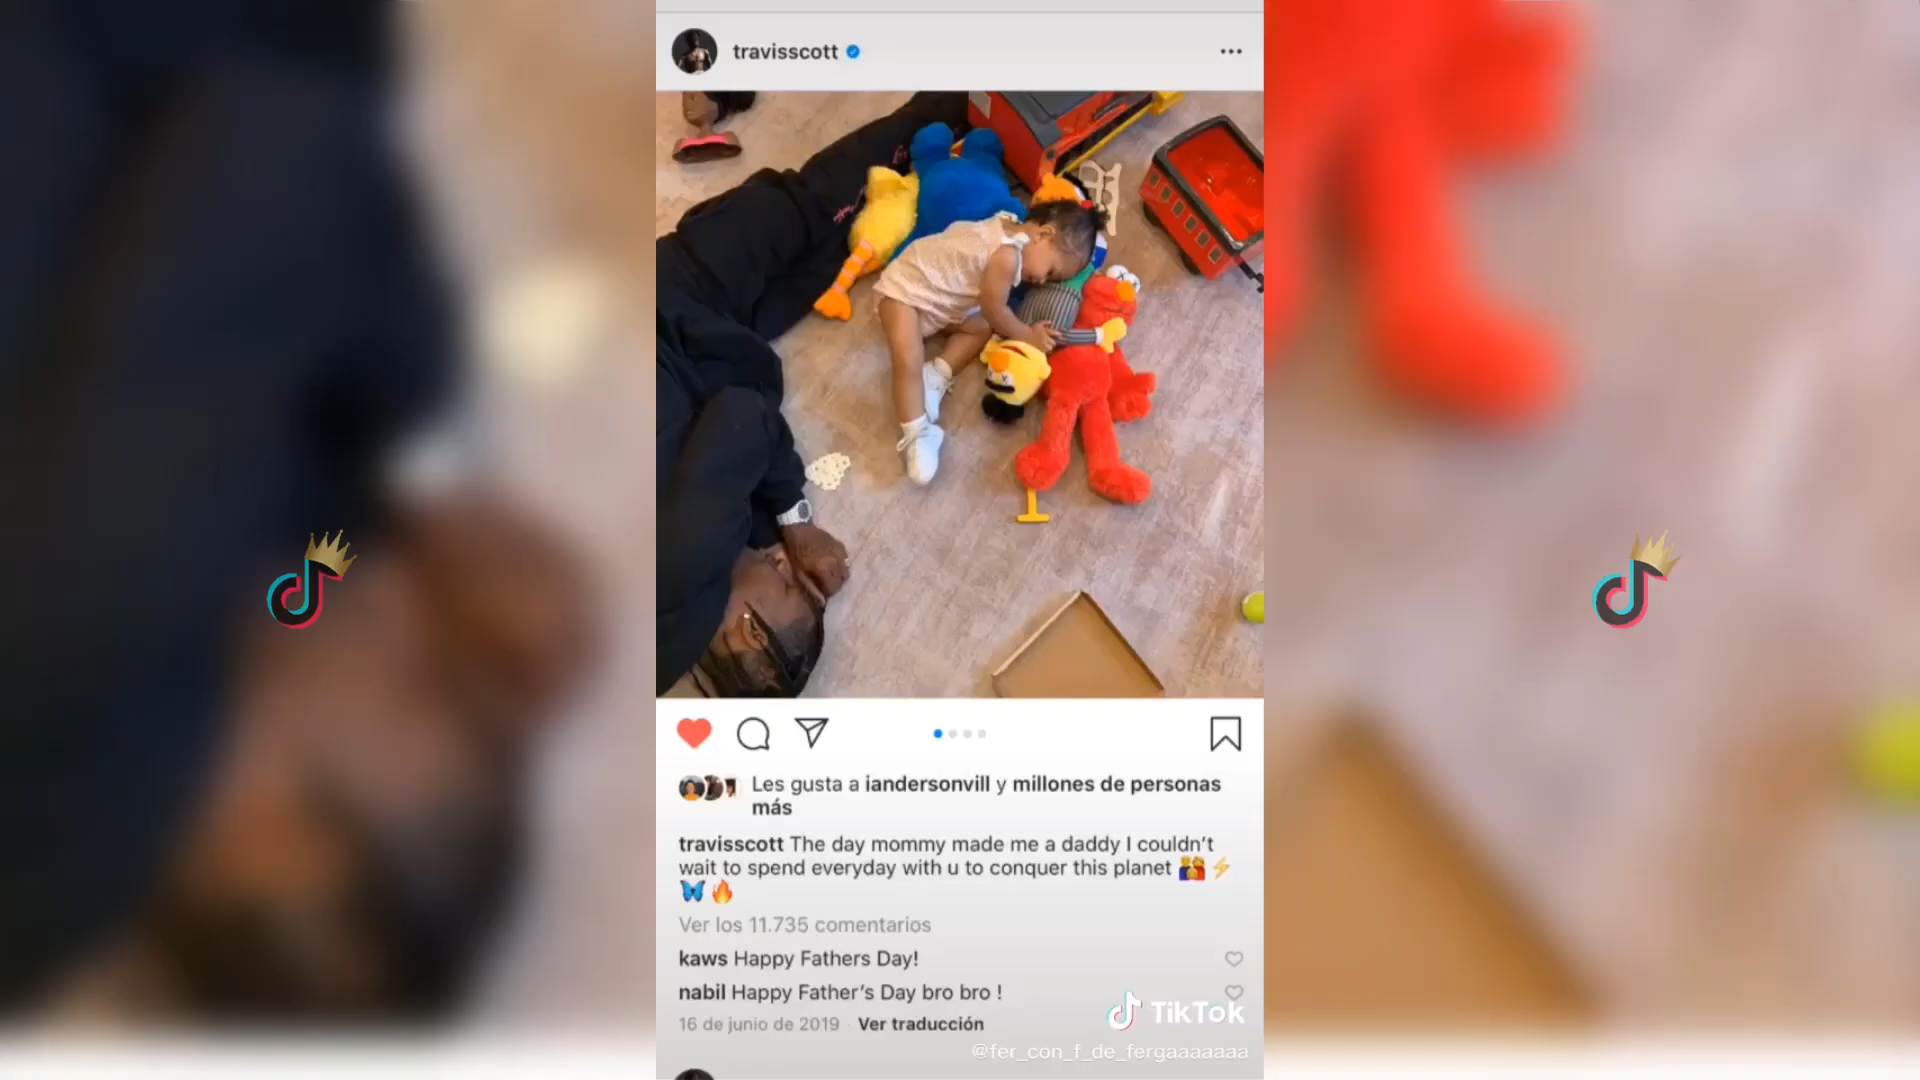 travisscott
Les gusta a iandersonvill y millones de personas
más
travisscott The day mommy made me a daddy I couldn't
wait to spend everyday with u to conquer this planet 👫⚡
🦋🔥
Ver los 11.735 comentarios
kaws Happy Fathers Day!
nabil Happy Father's Day bro bro !
16 de junio de 2019 · Ver traducción
TikTok
@fer_con_f_de_fergaaaaaaa